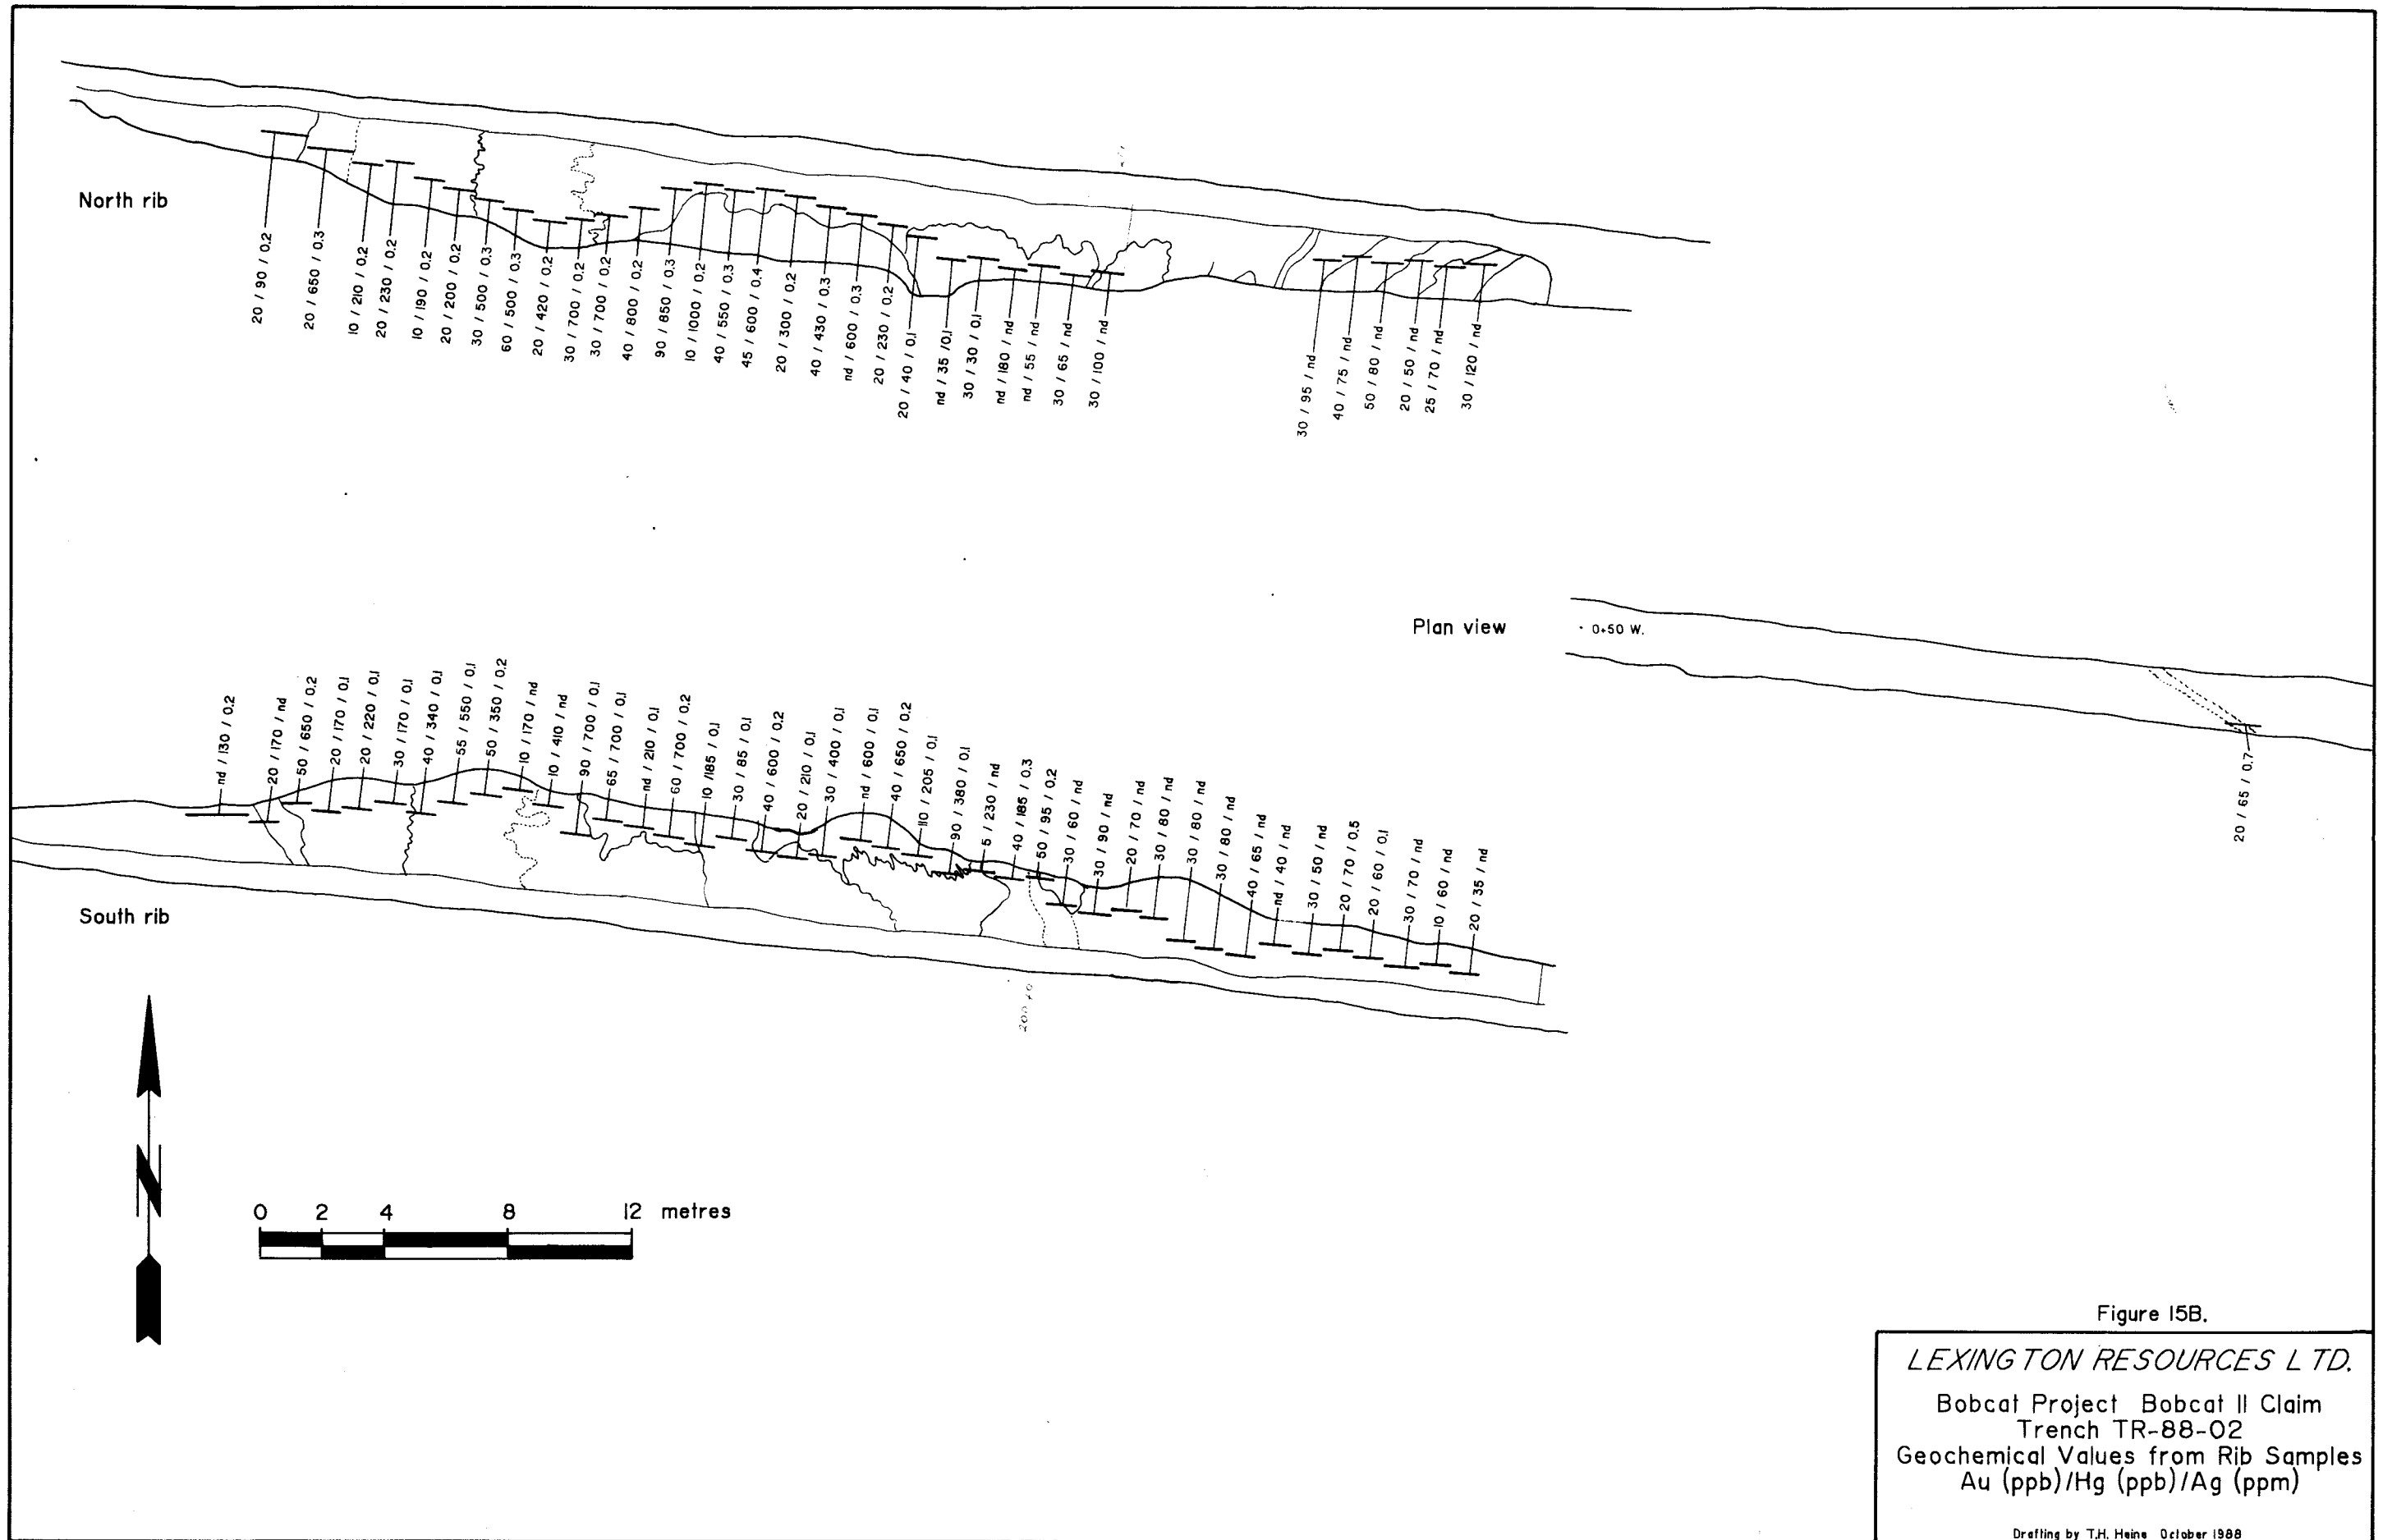 North rib
20 / 90 / 0.2
20 / 650 / 0.3
10 / 210 / 0.2
20 / 230 / 0.2
10 / 190 / 0.2
20 / 200 / 0.2
30 / 500 / 0.3
60 / 500 / 0.3
20 / 420 / 0.2
30 / 700 / 0.2
30 / 700 / 0.2
40 / 800 / 0.2
90 / 850 / 0.3
10 / 1000 / 0.2
40 / 550 / 0.3
45 / 600 / 0.4
20 / 300 / 0.2
40 / 430 / 0.3
nd / 600 / 0.3
20 / 230 / 0.2
20 / 40 / 0.1
nd / 35 / 0.1
30 / 30 / 0.1
nd / 180 / nd
nd / 55 / nd
30 / 65 / nd
30 / 100 / nd
30 / 95 / nd
40 / 75 / nd
50 / 80 / nd
20 / 50 / nd
25 / 70 / nd
30 / 120 / nd
Plan view
0+50 W.
20 / 65 / 0.7
nd / 130 / 0.2
20 / 170 / nd
50 / 650 / 0.2
20 / 170 / 0.1
20 / 220 / 0.1
30 / 170 / 0.1
40 / 340 / 0.1
55 / 550 / 0.1
50 / 350 / 0.2
10 / 170 / nd
10 / 410 / nd
90 / 700 / 0.1
65 / 700 / 0.1
nd / 210 / 0.1
60 / 700 / 0.2
10 / 185 / 0.1
30 / 85 / 0.1
40 / 600 / 0.2
20 / 210 / 0.1
30 / 400 / 0.1
nd / 600 / 0.1
40 / 650 / 0.2
110 / 205 / 0.1
90 / 380 / 0.1
5 / 230 / nd
40 / 185 / 0.3
50 / 95 / 0.2
30 / 60 / nd
30 / 90 / nd
20 / 70 / nd
30 / 80 / nd
30 / 80 / nd
30 / 80 / nd
40 / 65 / nd
nd / 40 / nd
30 / 50 / nd
20 / 70 / 0.5
20 / 60 / 0.1
30 / 70 / nd
10 / 60 / nd
20 / 35 / nd
South rib
N
0 2 4 8 12 metres
Figure 15B.
LEXINGTON RESOURCES LTD.
Bobcat Project Bobcat II Claim
Trench TR-88-02
Geochemical Values from Rib Samples
Au (ppb)/Hg (ppb)/Ag (ppm)
Drafting by T.H. Heine October 1988